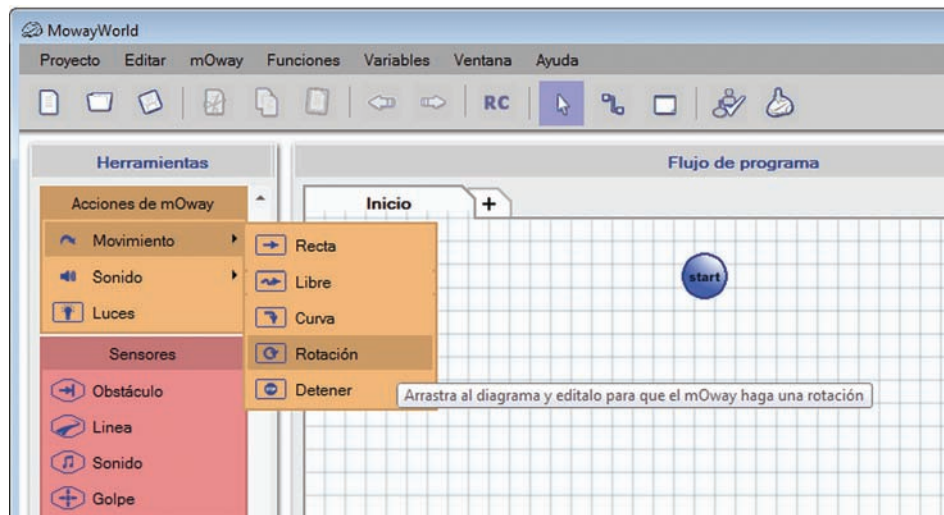 MowayWorld
Proyecto Editar mOway Funciones Variables Ventana Ayuda
RC
Herramientas
Flujo de programa
Acciones de mOway
Inicio +
Movimiento
Recta
start
Sonido
Libre
Luces
Curva
Sensores
Rotación
Obstáculo
Detener
Arrastra al diagrama y editalo para que el mOway haga una rotación
Linea
Sonido
Golpe